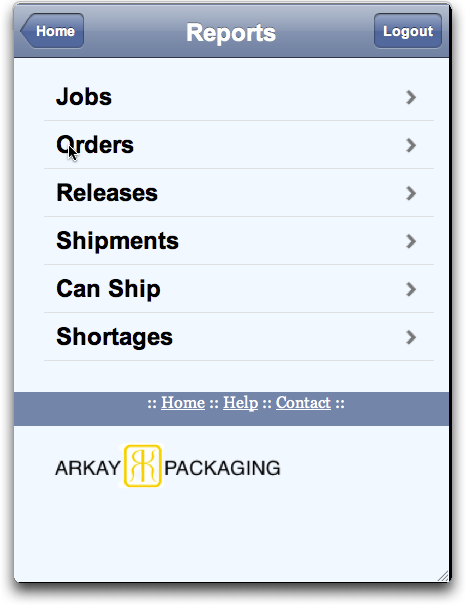 Home Reports Logout
Jobs
Orders
Releases
Shipments
Can Ship
Shortages
:: Home :: Help :: Contact ::
ARKAY PACKAGING